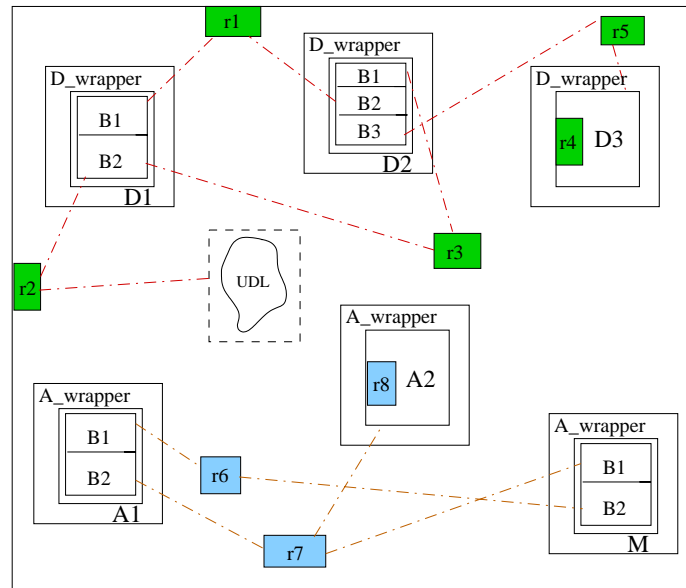 r1
r5
D_wrapper
B1
B2
B3
D2
D_wrapper
B1
B2
D1
D_wrapper
r4
D3
r3
r2
UDL
A_wrapper
r8
A2
A_wrapper
B1
B2
A1
r6
r7
A_wrapper
B1
B2
M